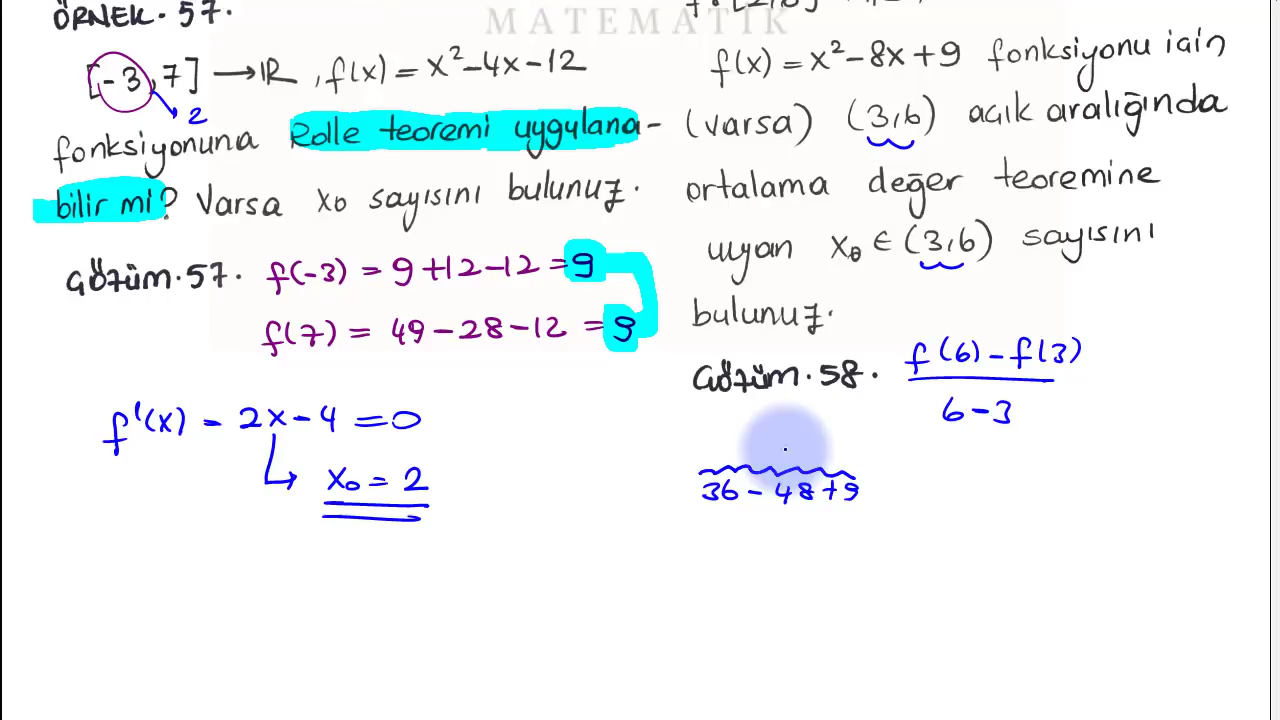 ÖRNEK. 57.
MATEMATİK
[-3,7] → IR, f(x) = x² - 4x - 12
2
fonksiyonuna Rolle teoremi uygulana-
bilir mi? Varsa x₀ sayısını bulunuz.
Çözüm. 57. f(-3) = 9 + 12 - 12 = 9
f(7) = 49 - 28 - 12 = 9
f'(x) = 2x - 4 = 0
x₀ = 2
f(x) = x² - 8x + 9 fonksiyonu için
(varsa) (3,6) açık aralığında
ortalama değer teoremine
uyan x₀ ∈ (3,6) sayısını
bulunuz.
Çözüm. 58. f(6) - f(3)
6 - 3
36 - 48 + 9